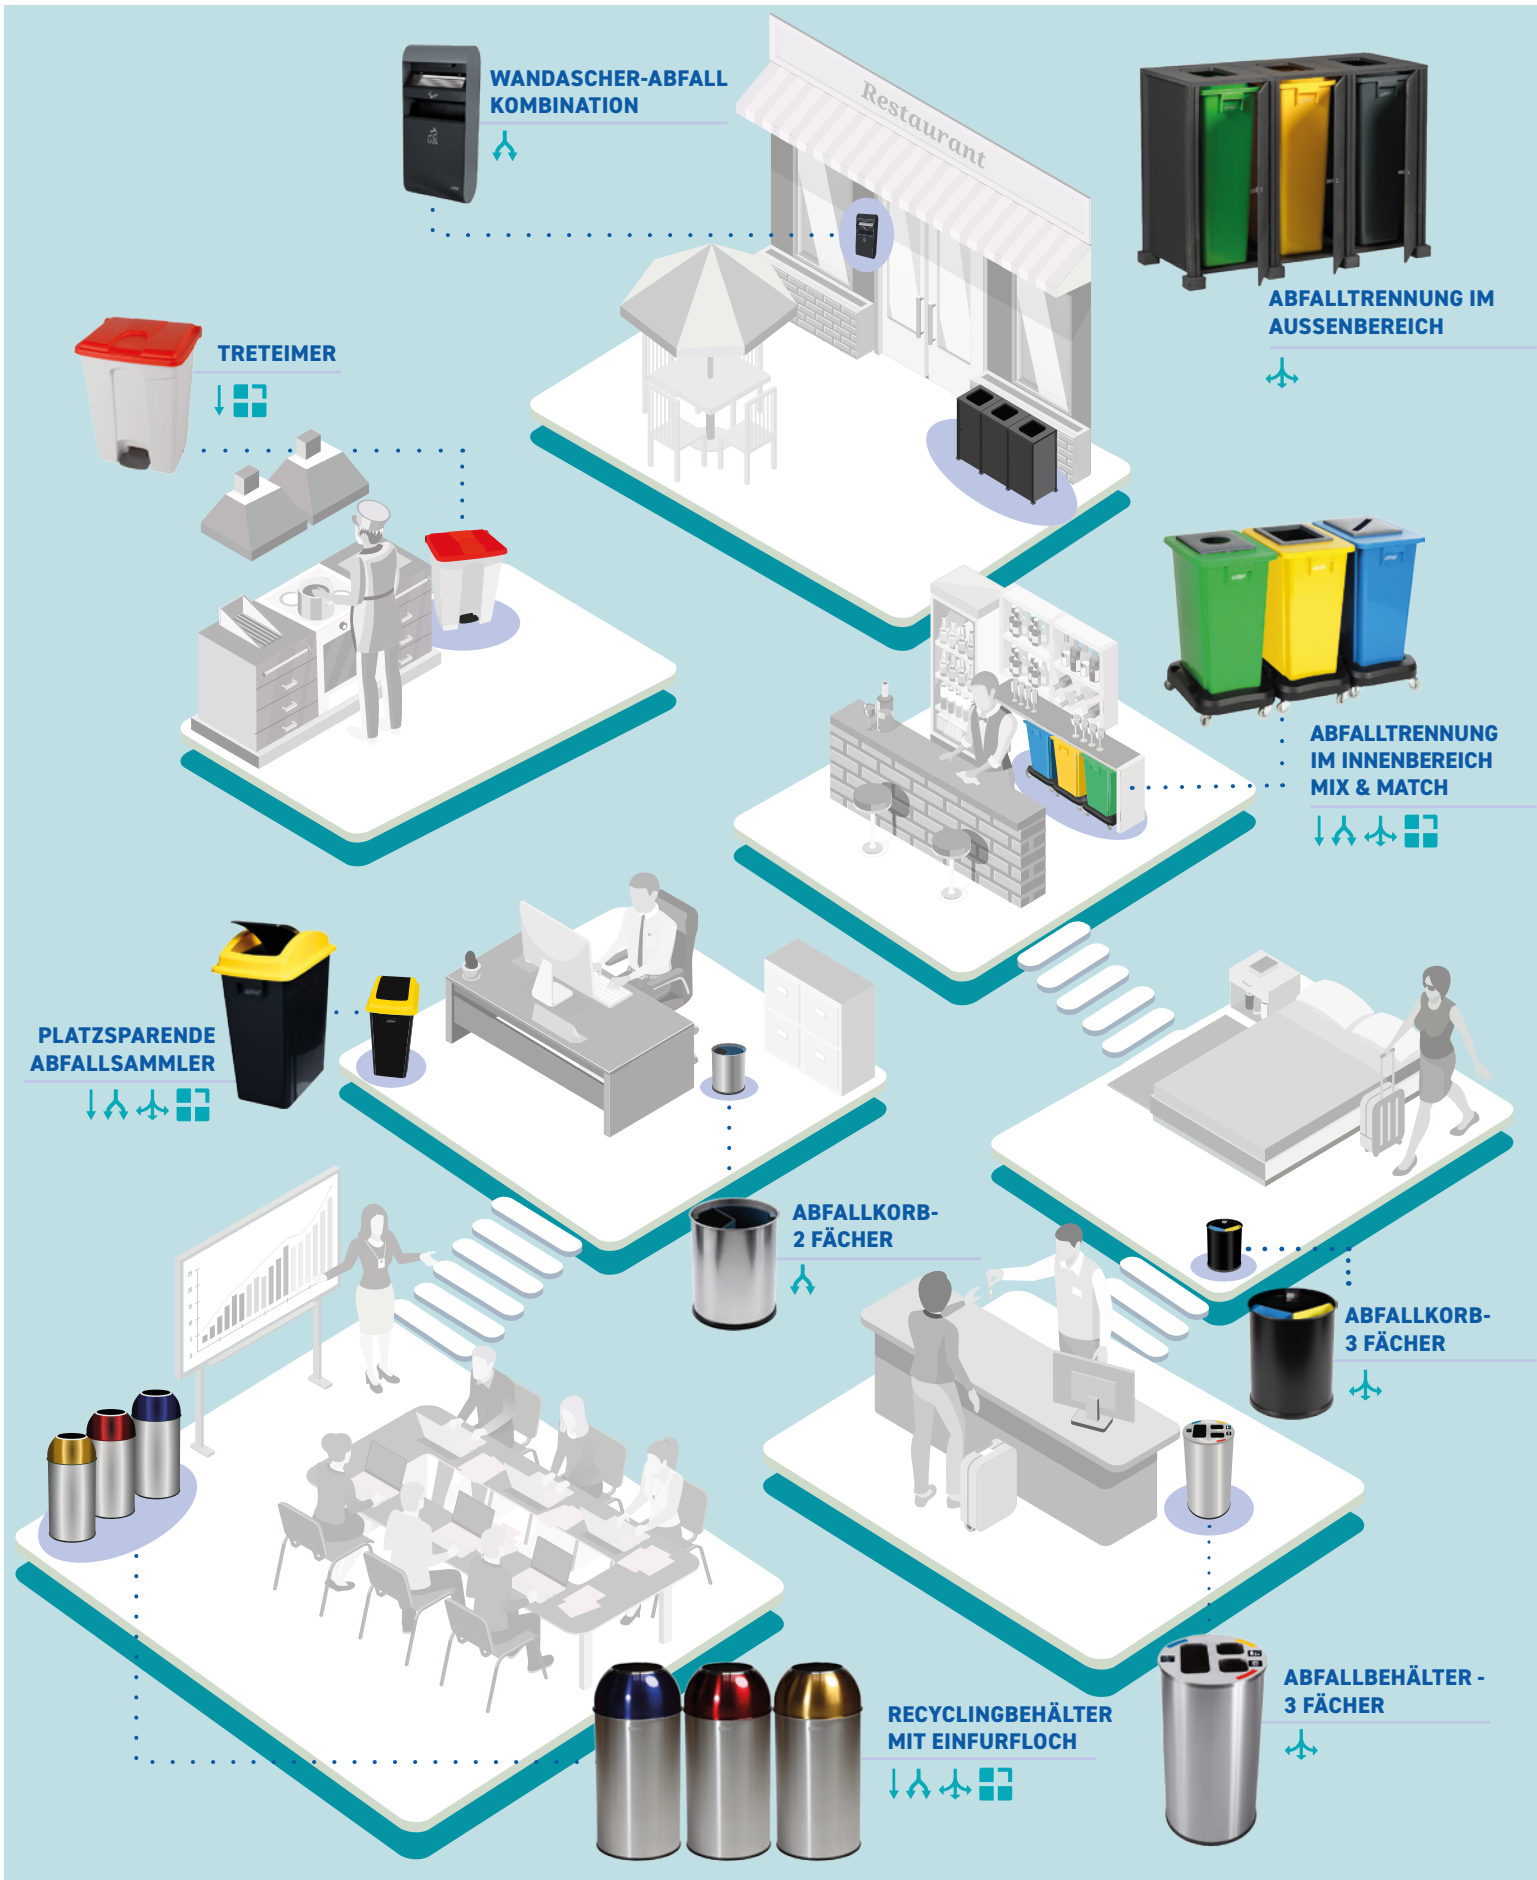 WANDASCHER-ABFALL
KOMBINATION
Restaurant
ABFALLTRENNUNG IM
AUSSENBEREICH
TRETEIMER
ABFALLTRENNUNG
IM INNENBEREICH
MIX & MATCH
PLATZSPARENDE
ABFALLSAMMLER
ABFALLKORB-
2 FÄCHER
ABFALLKORB-
3 FÄCHER
RECYCLINGBEHÄLTER
MIT EINFURFLOCH
ABFALLBEHÄLTER -
3 FÄCHER